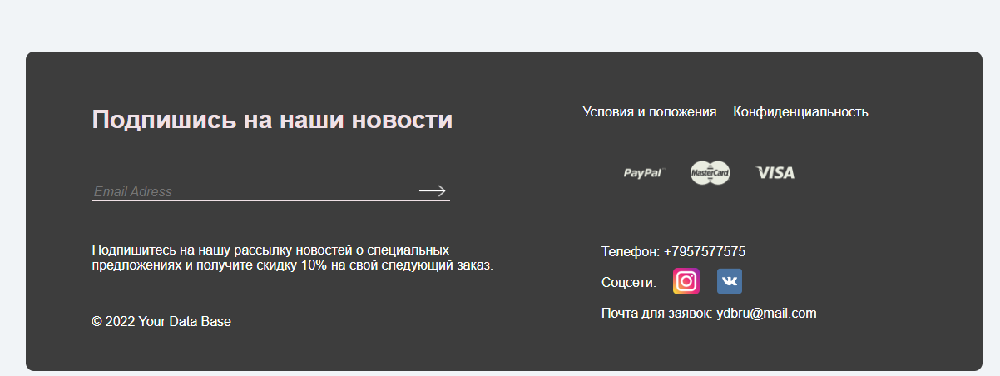 Подпишись на наши новости
Email Adress
Подпишитесь на нашу рассылку новостей о специальных
предложениях и получите скидку 10% на свой следующий заказ.
© 2022 Your Data Base
Условия и положения Конфиденциальность
PayPal MasterCard VISA
Телефон: +7957577575
Соцсети:
Почта для заявок: ydbru@mail.com